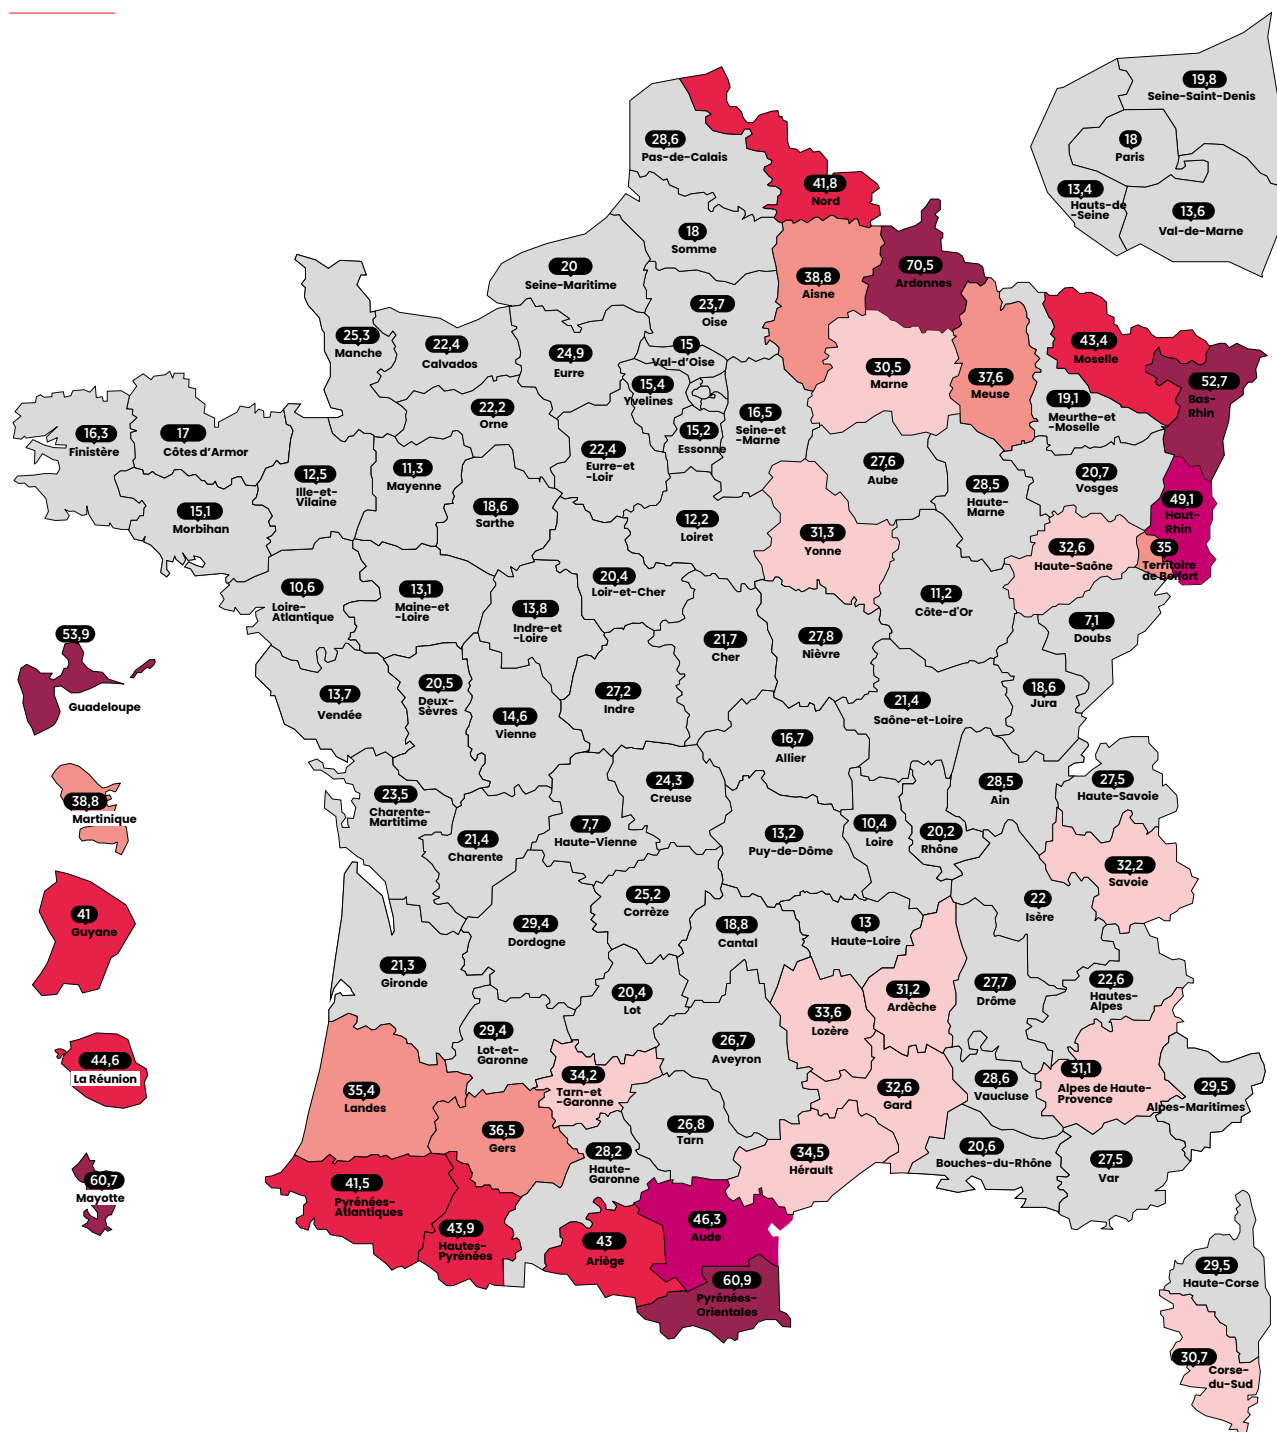 19,8
Seine-Saint-Denis
18
Paris
13,4
Hauts-de
-Seine
13,6
Val-de-Marne
28,6
Pas-de-Calais
41,8
Nord
18
Somme
20
Seine-Maritime
38,8
Aisne
70,5
Ardennes
23,7
Oise
25,3
Manche
22,4
Calvados
24,9
Eurre
15
Val-d'Oise
30,5
Marne
37,6
Meuse
43,4
Moselle
52,7
Bas-
Rhin
15,4
Yvelines
16,5
Seine-et
-Marne
19,1
Meurthe-et
-Moselle
22,2
Orne
15,2
Essonne
16,3
Finistère
17
Côtes d'Armor
22,4
Eurre-et
-Loir
12,5
Ille-et-
Vilaine
11,3
Mayenne
27,6
Aube
28,5
Haute-
Marne
20,7
Vosges
49,1
Haut-
Rhin
15,1
Morbihan
18,6
Sarthe
12,2
Loiret
31,3
Yonne
32,6
Haute-Saône
35
Territoire
de Belfort
10,6
Loire-
Atlantique
13,1
Maine-et
-Loire
20,4
Loir-et-Cher
13,8
Indre-et
-Loire
11,2
Côte-d'Or
7,1
Doubs
53,9
Guadeloupe
21,7
Cher
27,8
Nièvre
13,7
Vendée
20,5
Deux-
Sèvres
27,2
Indre
14,6
Vienne
21,4
Saône-et-Loire
18,6
Jura
16,7
Allier
38,8
Martinique
23,5
Charente-
Martitime
24,3
Creuse
28,5
Ain
27,5
Haute-Savoie
21,4
Charente
7,7
Haute-Vienne
13,2
Puy-de-Dôme
10,4
Loire
20,2
Rhône
32,2
Savoie
41
Guyane
25,2
Corrèze
22
Isère
29,4
Dordogne
18,8
Cantal
13
Haute-Loire
21,3
Gironde
20,4
Lot
31,2
Ardèche
27,7
Drôme
22,6
Hautes-
Alpes
33,6
Lozère
29,4
Lot-et-
Garonne
26,7
Aveyron
44,6
La Réunion
34,2
Tarn-et
-Garonne
35,4
Landes
32,6
Gard
28,6
Vaucluse
31,1
Alpes de Haute-
Provence
29,5
Alpes-Maritimes
36,5
Gers
26,8
Tarn
28,2
Haute-
Garonne
34,5
Hérault
20,6
Bouches-du-Rhône
27,5
Var
60,7
Mayotte
41,5
Pyrénées-
Atlantiques
43,9
Hautes-
Pyrénées
43
Ariège
46,3
Aude
60,9
Pyrénées-
Orientales
29,5
Haute-Corse
30,7
Corse-
du-Sud